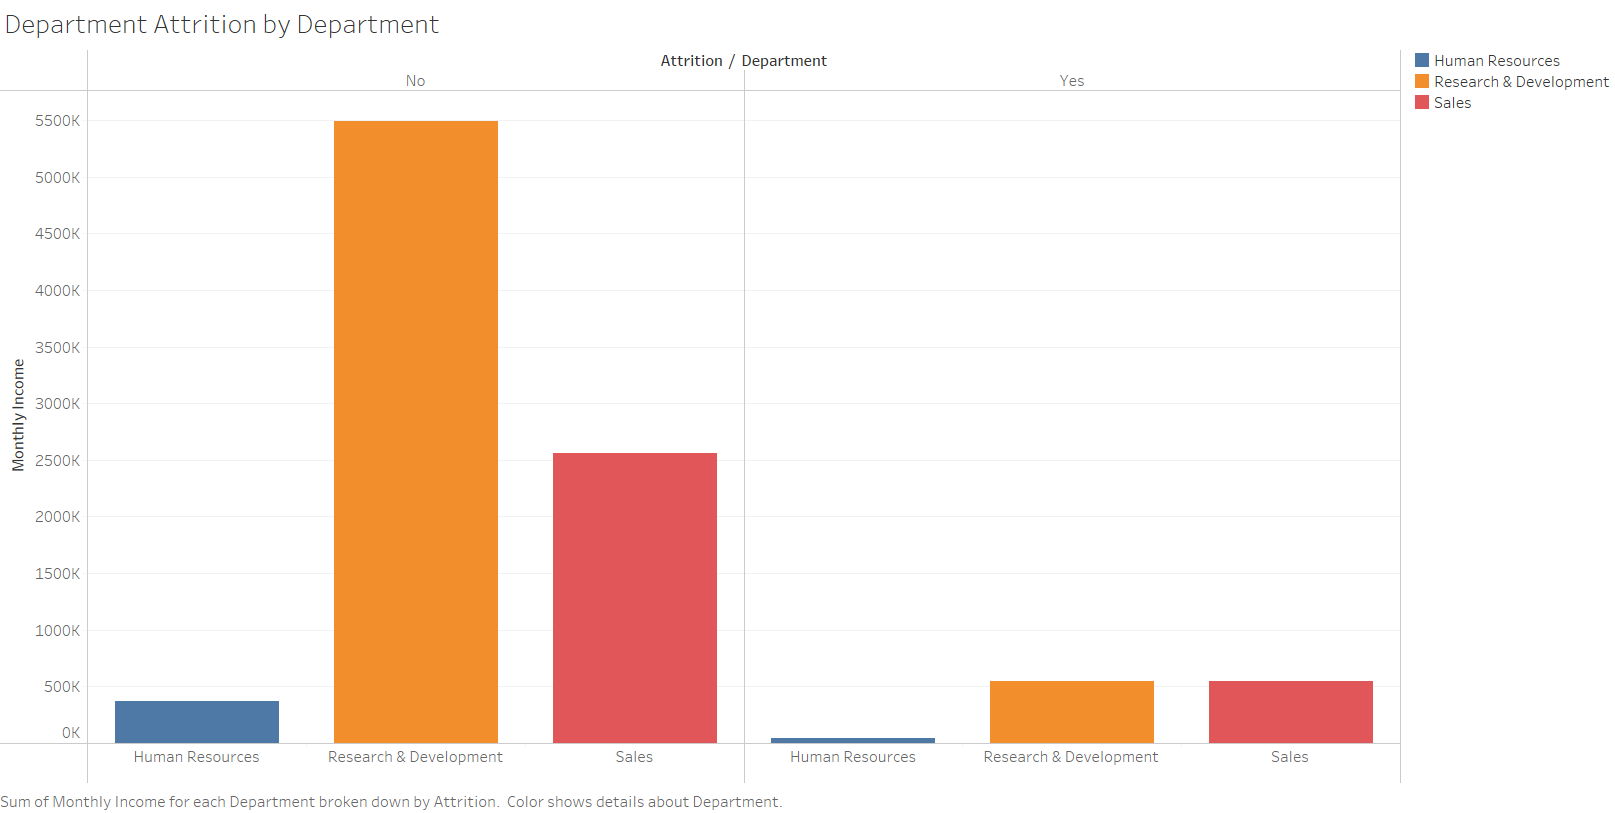 Department Attrition by Department
Attrition / Department
No
Yes
Human Resources
Research & Development
Sales
Monthly Income
5500K
5000K
4500K
4000K
3500K
3000K
2500K
2000K
1500K
1000K
500K
0K
Human Resources
Research & Development
Sales
Human Resources
Research & Development
Sales
Sum of Monthly Income for each Department broken down by Attrition.  Color shows details about Department.